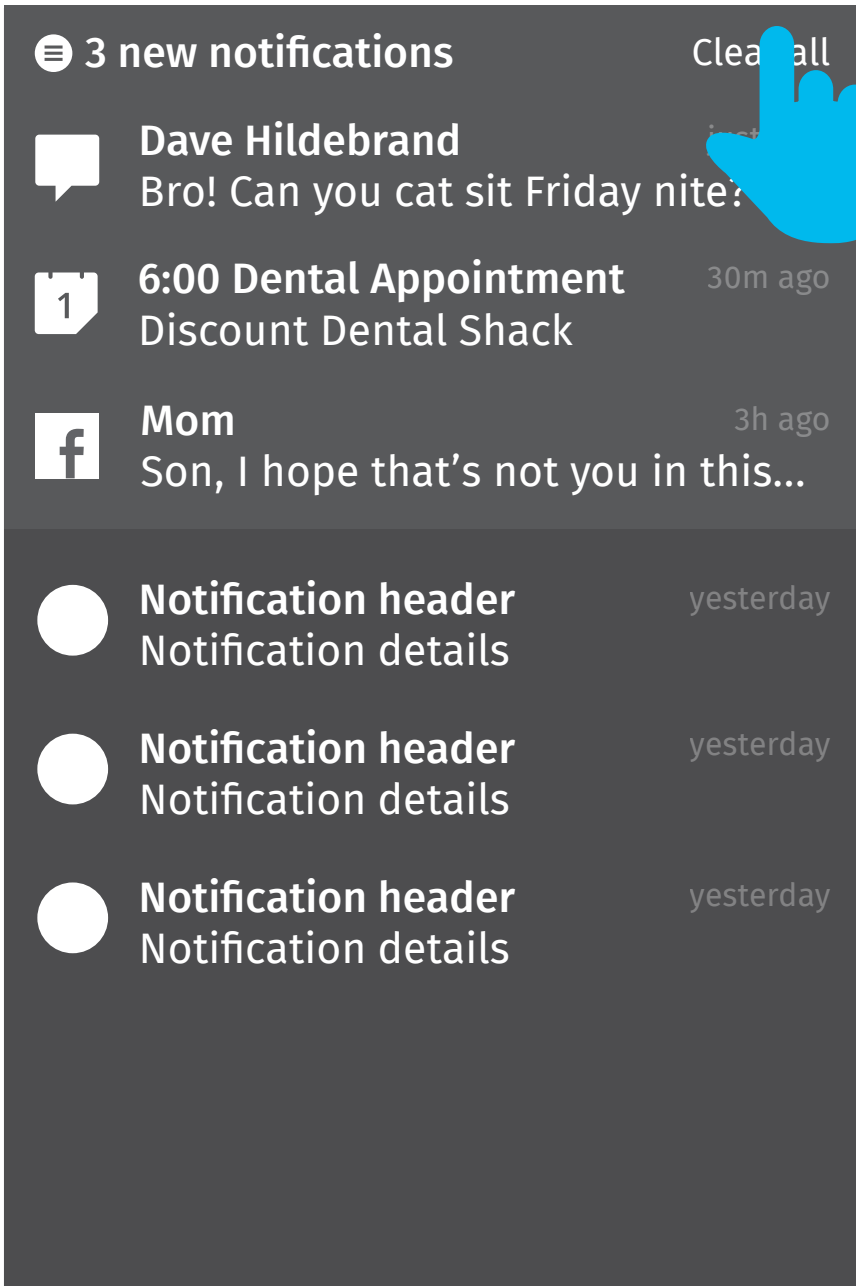 3 new notifications Clear all
Dave Hildebrand
Bro! Can you cat sit Friday nite?
1
6:00 Dental Appointment 30m ago
Discount Dental Shack
f
Mom 3h ago
Son, I hope that’s not you in this...
Notification header yesterday
Notification details
Notification header yesterday
Notification details
Notification header yesterday
Notification details